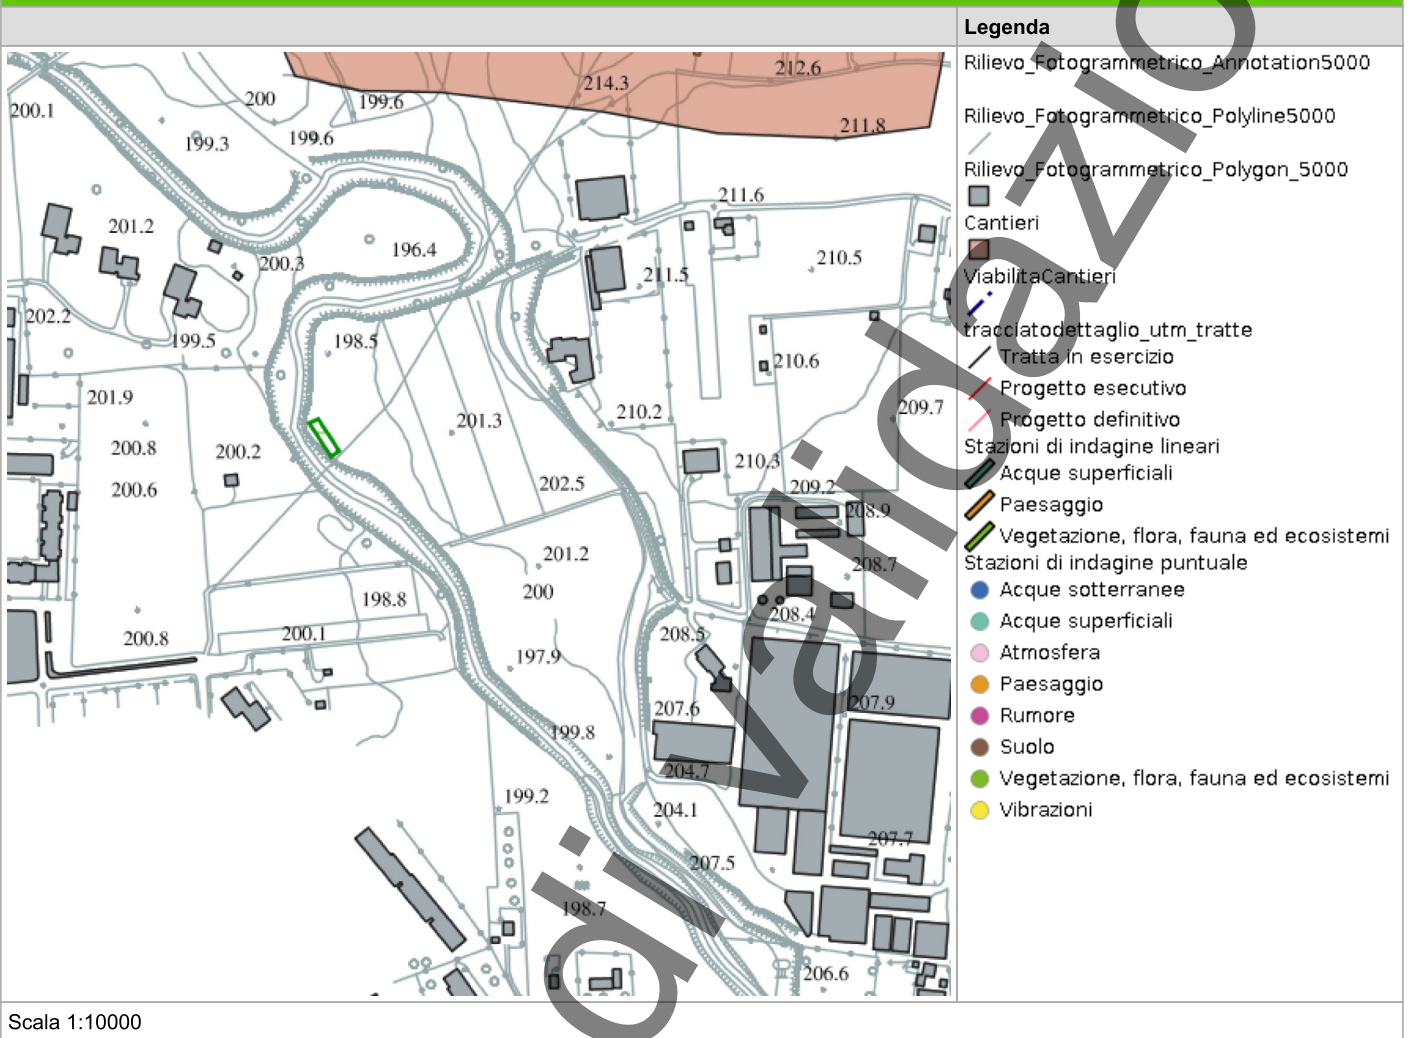 Legenda
Rilievo_Fotogrammetrico_Annotation5000
Rilievo_Fotogrammetrico_Polyline5000
Rilievo_Fotogrammetrico_Polygon_5000
Cantieri
ViabilitaCantieri
tracciatodettaglio_utm_tratte
Tratta in esercizio
Progetto esecutivo
Progetto definitivo
Stazioni di indagine lineari
Acque superficiali
Paesaggio
Vegetazione, flora, fauna ed ecosistemi
Stazioni di indagine puntuale
Acque sotterranee
Acque superficiali
Atmosfera
Paesaggio
Rumore
Suolo
Vegetazione, flora, fauna ed ecosistemi
Vibrazioni
212.6
214.3
200
199.6
200.1
211.8
199.6
199.3
211.6
201.2
196.4
210.5
200.3
211.5
202.2
199.5
198.5
210.6
201.9
209.7
210.2
201.3
200.8
200.2
210.3
202.5
209.2
200.6
208.9
201.2
208.7
200
198.8
208.4
200.1
208.5
200.8
197.9
207.9
207.6
199.8
204.7
199.2
204.1
207.7
207.5
198.7
206.6
di validazio
Scala 1:10000